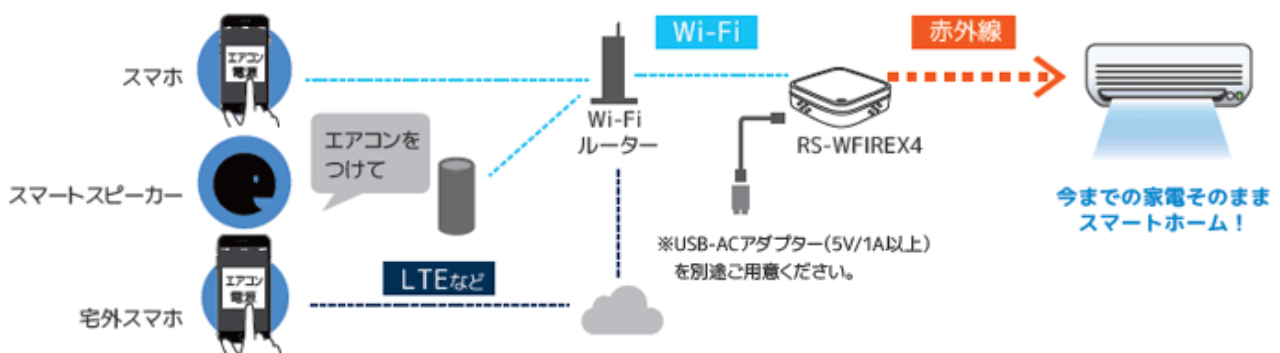 スマホ
エアコン
電源
Wi-Fi
赤外線
Wi-Fi
ルーター
RS-WFIREX4
スマートスピーカー
エアコンを
つけて
今までの家電そのまま
スマートホーム！
※USB-ACアダプター(5V/1A以上)
を別途ご用意ください。
宅外スマホ
エアコン
電源
LTEなど